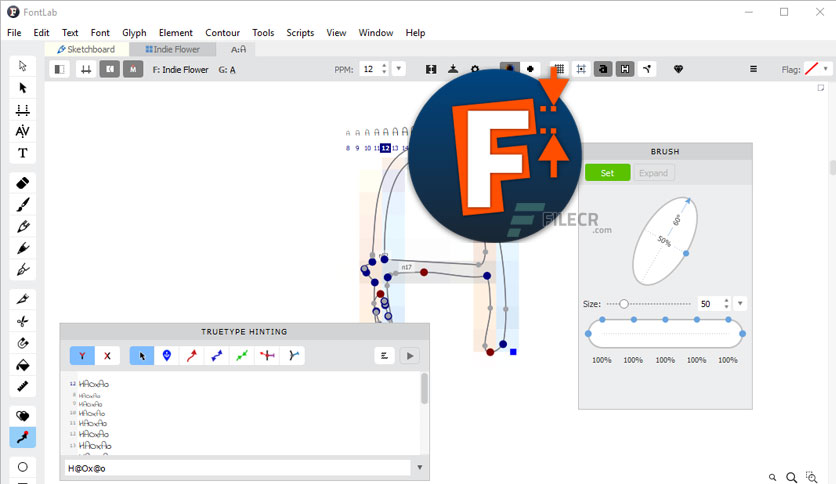 FontLab
File Edit Text Font Glyph Element Contour Tools Scripts View Window Help
Sketchboard Indie Flower A:A
F: Indie Flower G: A PPM: 12 Flag:
8 9 10 11 12 13
F
FILECR
.com
BRUSH
Set Expand
60°
50%
n17
Size: 50
100% 100% 100% 100% 100%
TRUETYPE HINTING
Y X
12 HAOxAo
8 HAOxAo
9 HAOxAo
10 HAOxAo
11 HAOxAo
12 HAOxAo
13 HAOxAo
H@Ox@o